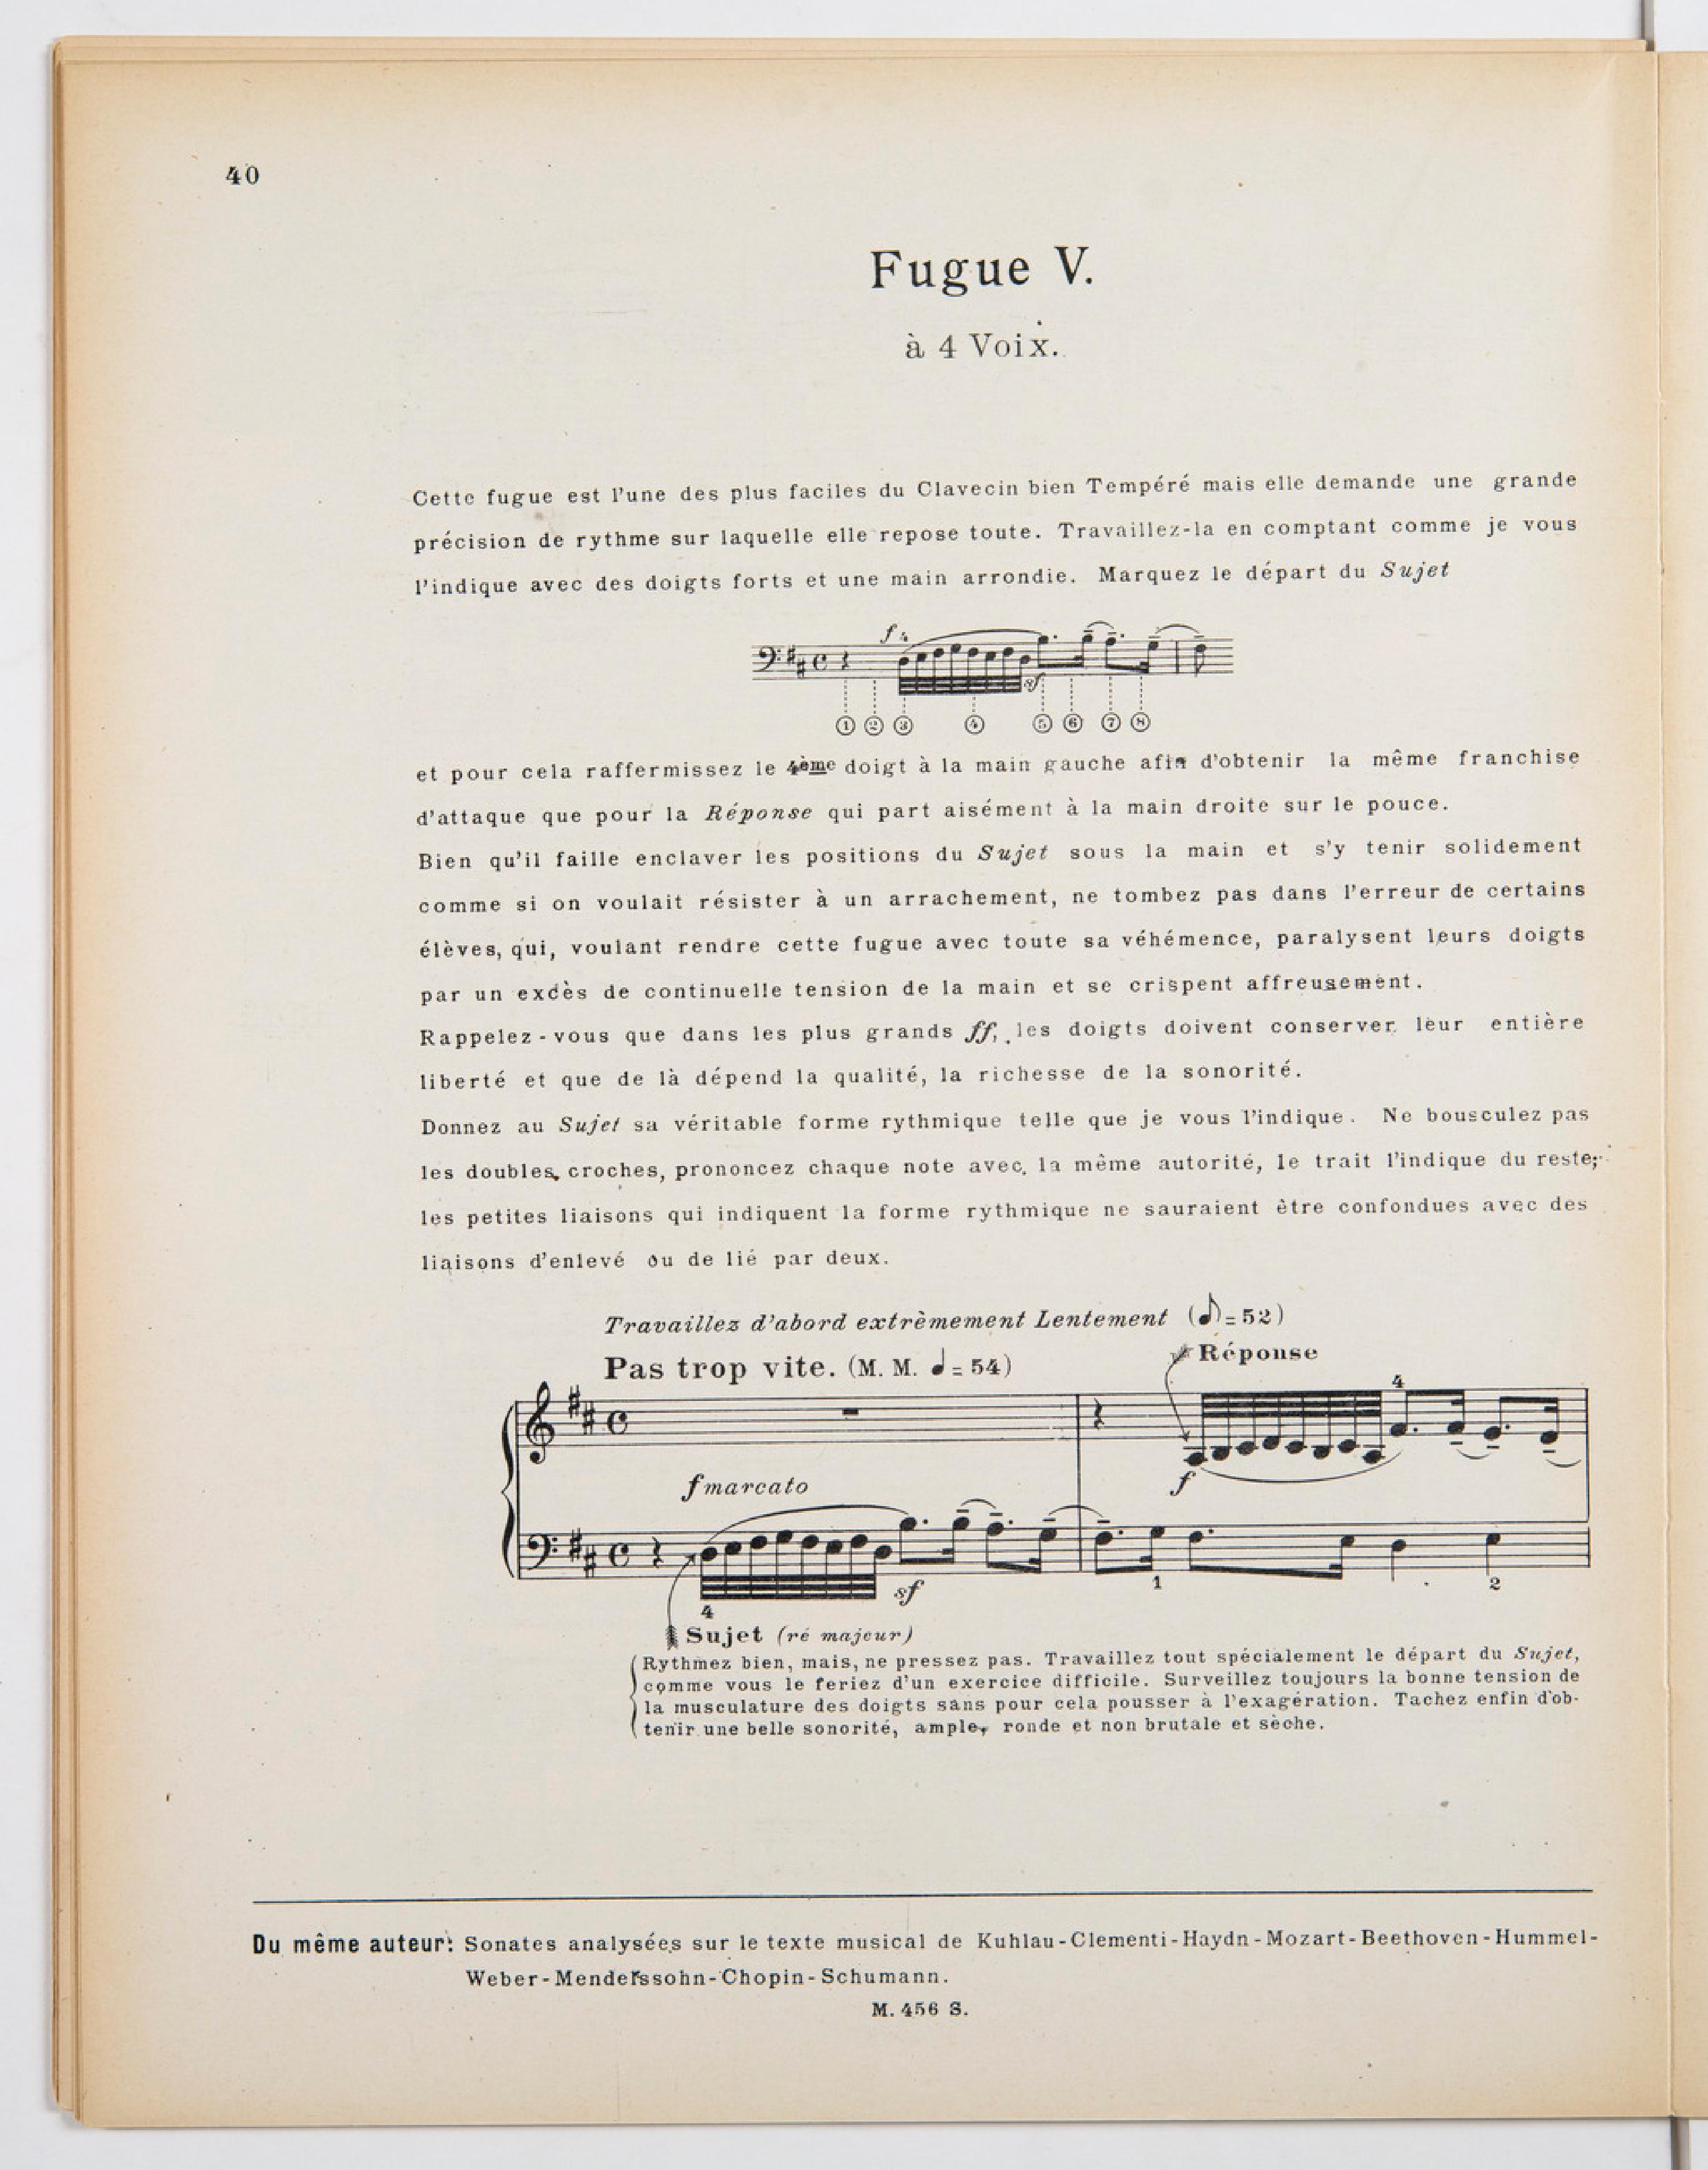 40
Fugue V.
à 4 Voix.
Cette fugue est l'une des plus faciles du Clavecin bien Tempéré mais elle demande une grande
précision de rythme sur laquelle elle repose toute. Travaillez-la en comptant comme je vous
l'indique avec des doigts forts et une main arrondie. Marquez le départ du Sujet
f 4
sf
1 2 3 4 5 6 7 8
et pour cela raffermissez le 4ème doigt à la main gauche afin d'obtenir la même franchise
d'attaque que pour la Réponse qui part aisément à la main droite sur le pouce.
Bien qu'il faille enclaver les positions du Sujet sous la main et s'y tenir solidement
comme si on voulait résister à un arrachement, ne tombez pas dans l'erreur de certains
élèves, qui, voulant rendre cette fugue avec toute sa véhémence, paralysent leurs doigts
par un excès de continuelle tension de la main et se crispent affreusement.
Rappelez-vous que dans les plus grands ff, les doigts doivent conserver leur entière
liberté et que de là dépend la qualité, la richesse de la sonorité.
Donnez au Sujet sa véritable forme rythmique telle que je vous l'indique. Ne bousculez pas
les doubles croches, prononcez chaque note avec la même autorité, le trait l'indique du reste;
les petites liaisons qui indiquent la forme rythmique ne sauraient être confondues avec des
liaisons d'enlevé ou de lié par deux.
Travaillez d'abord extrèmement Lentement (♪=52)
Pas trop vite. (M. M. ♩=54)
Réponse
4
f marcato
f
sf
1
2
4
Sujet (ré majeur)
Rythmez bien, mais, ne pressez pas. Travaillez tout spécialement le départ du Sujet,
comme vous le feriez d'un exercice difficile. Surveillez toujours la bonne tension de
la musculature des doigts sans pour cela pousser à l'exagération. Tachez enfin d'ob-
tenir une belle sonorité, ample, ronde et non brutale et sèche.
Du même auteur: Sonates analysées sur le texte musical de Kuhlau-Clementi-Haydn-Mozart-Beethoven-Hummel-
Weber-Mendelssohn-Chopin-Schumann.
M. 456 S.